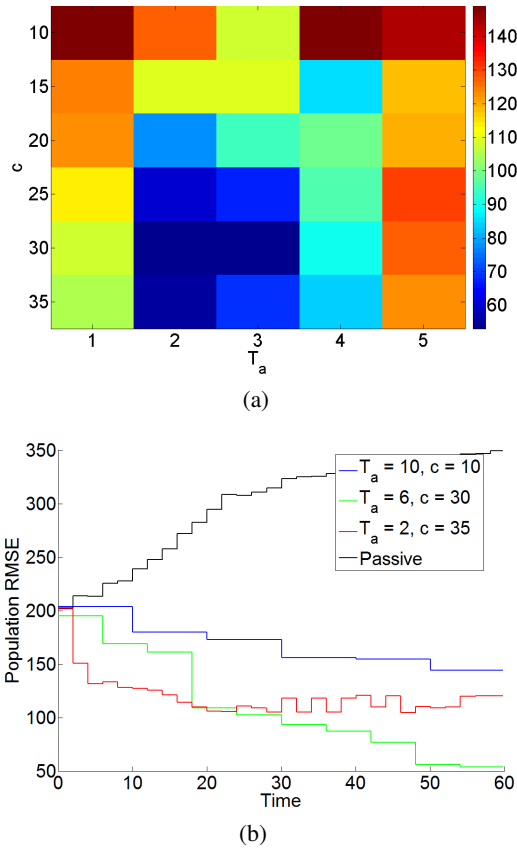 10
15
20
25
30
35
c
1 2 3 4 5
T_a
140
130
120
110
100
90
80
70
60
(a)
350
300
250
200
150
100
50
Population RMSE
T_a = 10, c = 10
T_a = 6, c = 30
T_a = 2, c = 35
Passive
0 10 20 30 40 50 60
Time
(b)